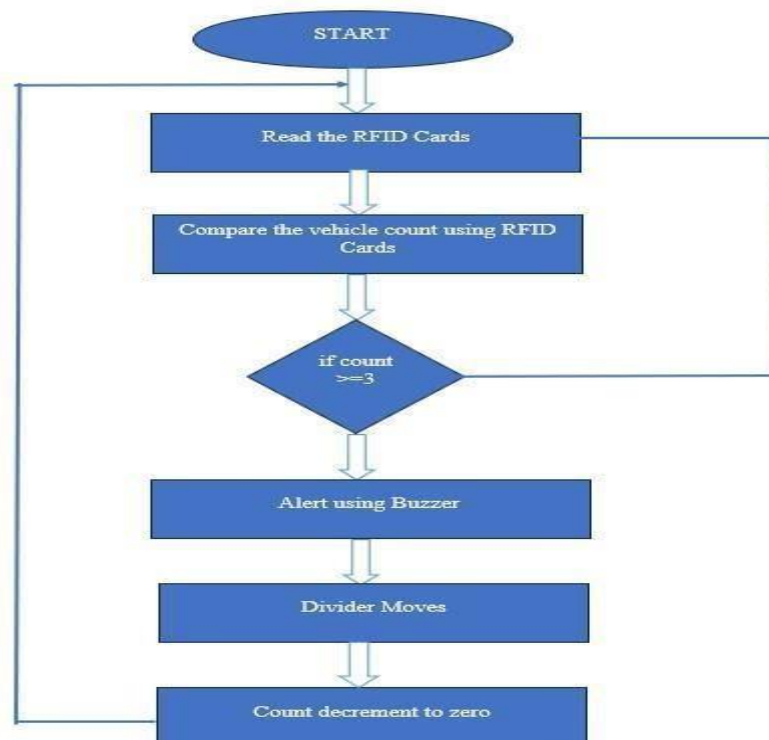 START
Read the RFID Cards
Compare the vehicle count using RFID
Cards
if count
>=3
Alert using Buzzer
Divider Moves
Count decrement to zero